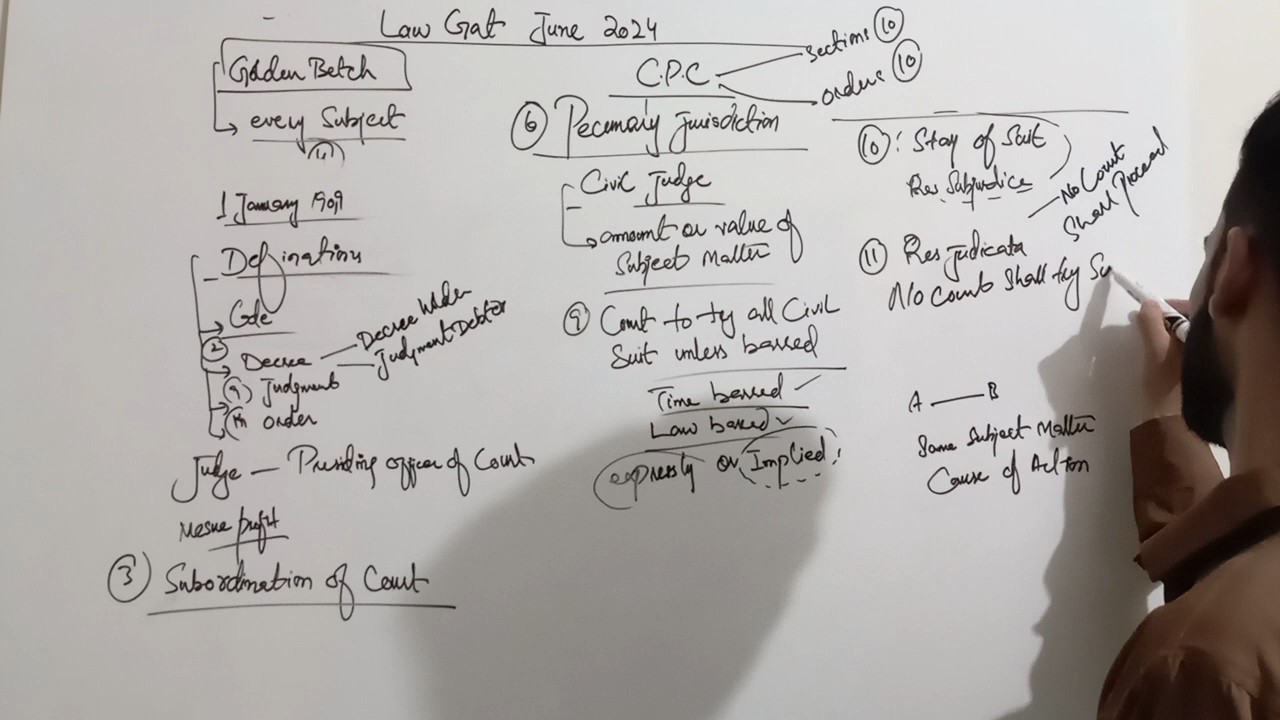 Law Gat June 2024
Golden Betch
every Subject
1 January 1909
Definations
Code
② Decree
Decree Holder
Judgment Debtor
(9) Judgment
order
Judge — Presiding officer of Court
Mesne profit
③ Subordination of Court
C.P.C
Sections ⑩
orders ⑩
⑥ Pecuniary Jurisdiction
Civil Judge
amount or value of
Subject Matter
⑨ Court to try all Civil
Suit unless barred
Time barred ✓
Law bared ✓
expressly or Implied
⑩: Stay of Suit
Res Subjudice
No Court
Shall Proceed
⑪ Res Judicata
No Court Shall try Su
A — B
Same Subject Matter
Cause of Action